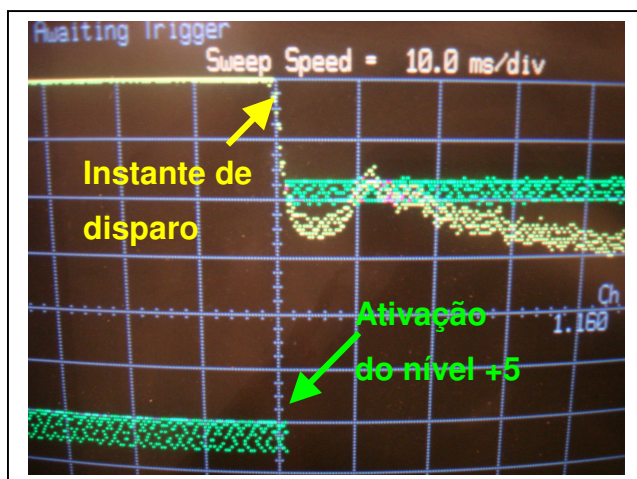 Awaiting Trigger
Sweep Speed = 10.0 ms/div
Instante de
disparo
Ch
1.160
Ativação
do nível +5